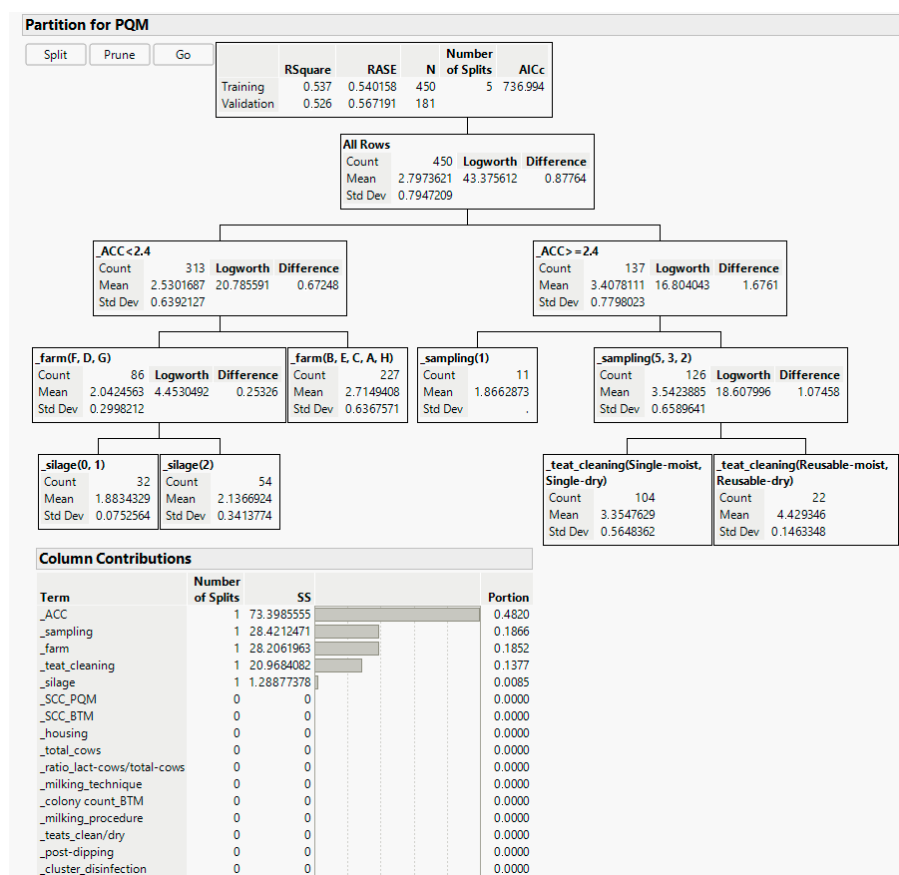 Partition for PQM
Split Prune Go
Number
RSquare RASE N of Splits AICc
Training 0.537 0.540158 450 5 736.994
Validation 0.526 0.567191 181
All Rows
Count 450 Logworth Difference
Mean 2.7973621 43.375612 0.87764
Std Dev 0.7947209
_ACC<2.4
Count 313 Logworth Difference
Mean 2.5301687 20.785591 0.67248
Std Dev 0.6392127
_ACC>=2.4
Count 137 Logworth Difference
Mean 3.4078111 16.804043 1.6761
Std Dev 0.7798023
_farm(F, D, G)
Count 86 Logworth Difference
Mean 2.0424563 4.4530492 0.25326
Std Dev 0.2998212
_farm(B, E, C, A, H)
Count 227
Mean 2.7149408
Std Dev 0.6367571
_sampling(1)
Count 11
Mean 1.8662873
Std Dev .
_sampling(5, 3, 2)
Count 126 Logworth Difference
Mean 3.5423885 18.607996 1.07458
Std Dev 0.6589641
_silage(0, 1)
Count 32
Mean 1.8834329
Std Dev 0.0752564
_silage(2)
Count 54
Mean 2.1366924
Std Dev 0.3413774
_teat_cleaning(Single-moist,
Single-dry)
Count 104
Mean 3.3547629
Std Dev 0.5648362
_teat_cleaning(Reusable-moist,
Reusable-dry)
Count 22
Mean 4.429346
Std Dev 0.1463348
Column Contributions
Number
Term of Splits SS Portion
_ACC 1 73.3985555 0.4820
_sampling 1 28.4212471 0.1866
_farm 1 28.2061963 0.1852
_teat_cleaning 1 20.9684082 0.1377
_silage 1 1.28877378 0.0085
_SCC_PQM 0 0 0.0000
_SCC_BTM 0 0 0.0000
_housing 0 0 0.0000
_total_cows 0 0 0.0000
_ratio_lact-cows/total-cows 0 0 0.0000
_milking_technique 0 0 0.0000
_colony count_BTM 0 0 0.0000
_milking_procedure 0 0 0.0000
_teats_clean/dry 0 0 0.0000
_post-dipping 0 0 0.0000
_cluster_disinfection 0 0 0.0000